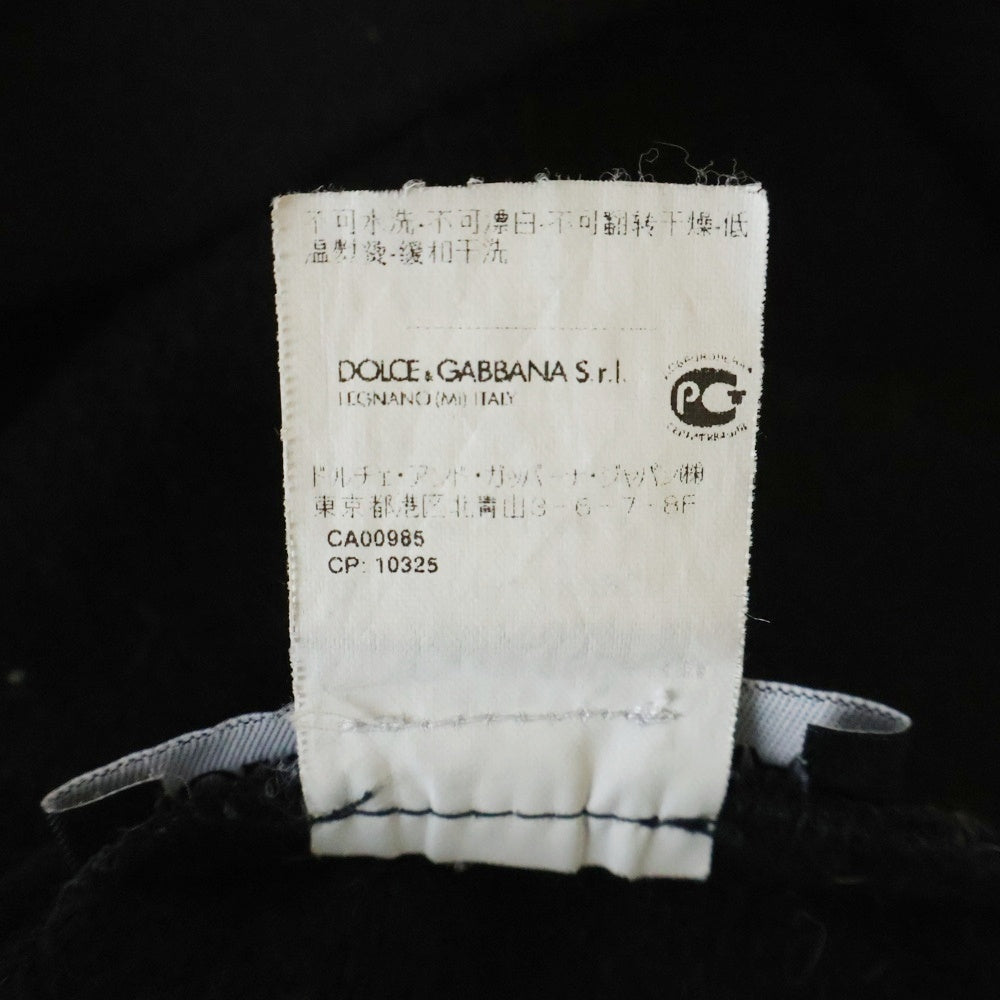 不可水洗·不可漂白·不可翻转干燥·低
温熨烫·缓和干洗
DOLCE & GABBANA S.r.l.
LEGNANO (MI) ITALY
PCT
ドルチェ・アンド・ガッバーナ・ジャパン(株)
東京都港区北青山3-6-7-8F
CA00985
CP: 10325